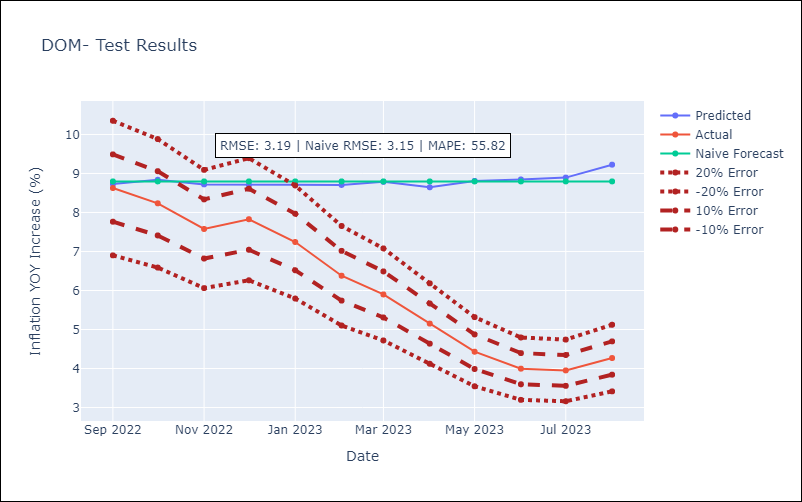 DOM- Test Results
RMSE: 3.19 | Naive RMSE: 3.15 | MAPE: 55.82
Predicted
Actual
Naive Forecast
20% Error
-20% Error
10% Error
-10% Error
Inflation YOY Increase (%)
10
9
8
7
6
5
4
3
Sep 2022
Nov 2022
Jan 2023
Mar 2023
May 2023
Jul 2023
Date